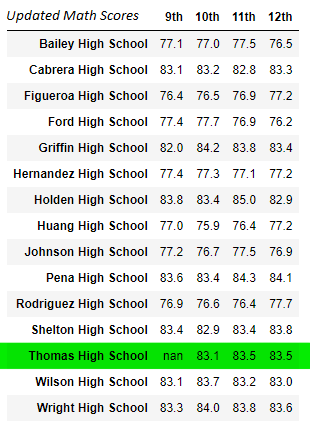 Updated Math Scores 9th 10th 11th 12th
Bailey High School 77.1 77.0 77.5 76.5
Cabrera High School 83.1 83.2 82.8 83.3
Figueroa High School 76.4 76.5 76.9 77.2
Ford High School 77.4 77.7 76.9 76.2
Griffin High School 82.0 84.2 83.8 83.4
Hernandez High School 77.4 77.3 77.1 77.2
Holden High School 83.8 83.4 85.0 82.9
Huang High School 77.0 75.9 76.4 77.2
Johnson High School 77.2 76.7 77.5 76.9
Pena High School 83.6 83.4 84.3 84.1
Rodriguez High School 76.9 76.6 76.4 77.7
Shelton High School 83.4 82.9 83.4 83.8
Thomas High School nan 83.1 83.5 83.5
Wilson High School 83.1 83.7 83.2 83.0
Wright High School 83.3 84.0 83.8 83.6